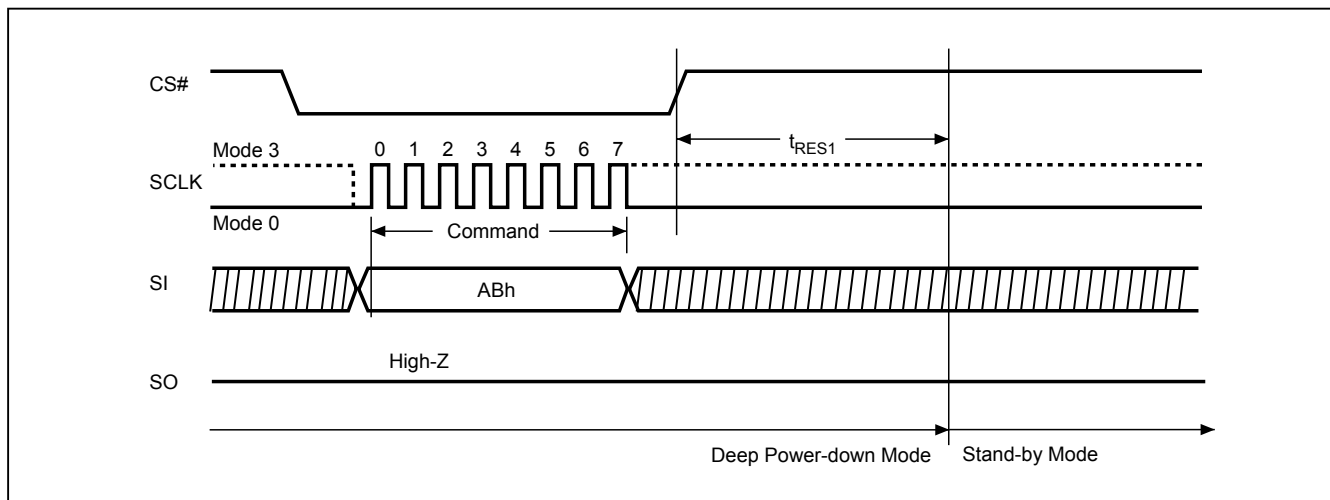 CS#
tRES1
Mode 3
0 1 2 3 4 5 6 7
SCLK
Mode 0
Command
SI
ABh
High-Z
SO
Deep Power-down Mode
Stand-by Mode